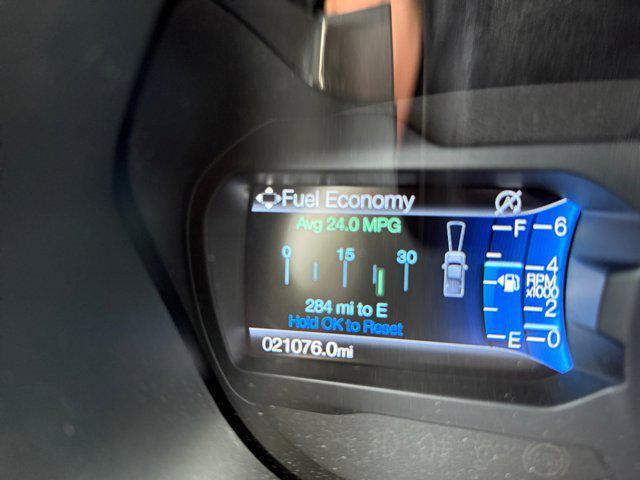 Fuel Economy
Avg 24.0 MPG
0 15 30
284 mi to E
Hold OK to Reset
021076.0mi
F
E
6
4
RPM
x1000
2
0